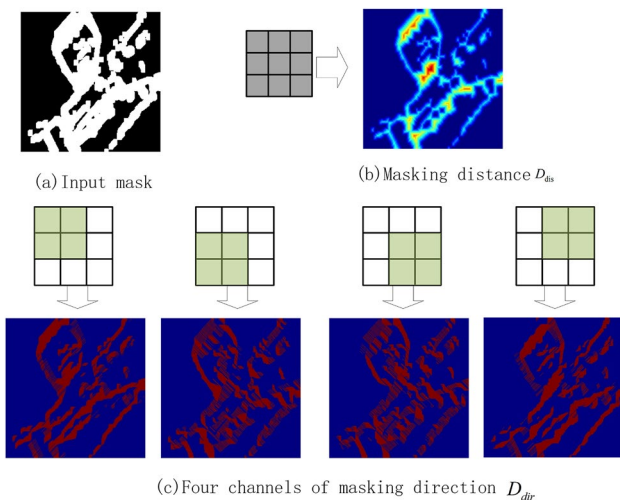 (a)Input mask
(b)Masking distance D_dis
(c)Four channels of masking direction D_dir